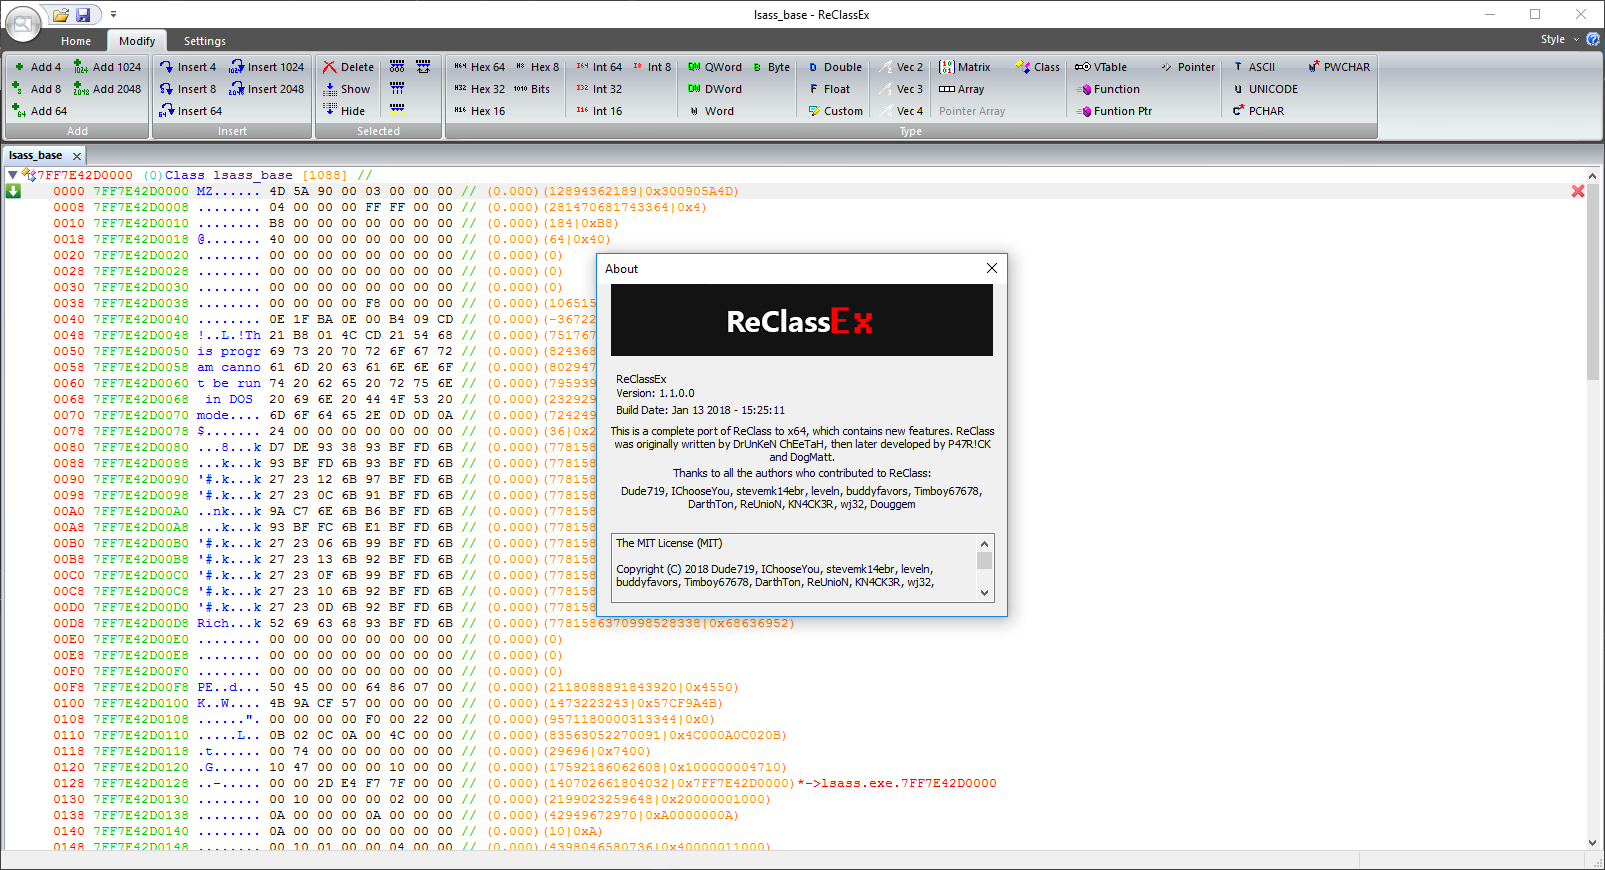 lsass_base - ReClassEx
Home Modify Settings Style
Add 4 Add 1024 Insert 4 Insert 1024 Delete Hex 64 Hex 8 Int 64 Int 8 QWord Byte Double Vec 2 Matrix Class VTable Pointer ASCII PWCHAR
Add 8 Add 2048 Insert 8 Insert 2048 Show Hex 32 Bits Int 32 DWord Float Vec 3 Array Function UNICODE
Add 64 Insert 64 Hide Hex 16 Int 16 Word Custom Vec 4 Pointer Array Funtion Ptr PCHAR
Add Insert Selected Type
lsass_base
7FF7E42D0000 (0)Class lsass_base [1088] //
0000 7FF7E42D0000 MZ...... 4D 5A 90 00 03 00 00 00 // (0.000)(12894362189|0x300905A4D)
0008 7FF7E42D0008 ........ 04 00 00 00 FF FF 00 00 // (0.000)(281470681743364|0x4)
0010 7FF7E42D0010 ........ B8 00 00 00 00 00 00 00 // (0.000)(184|0xB8)
0018 7FF7E42D0018 @....... 40 00 00 00 00 00 00 00 // (0.000)(64|0x40)
0020 7FF7E42D0020 ........ 00 00 00 00 00 00 00 00 // (0.000)(0)
0028 7FF7E42D0028 ........ 00 00 00 00 00 00 00 00 // (0.000)(0)
0030 7FF7E42D0030 ........ 00 00 00 00 00 00 00 00 // (0.000)(0)
0038 7FF7E42D0038 ........ 00 00 00 00 F8 00 00 00 // (0.000)(106515
0040 7FF7E42D0040 ........ 0E 1F BA 0E 00 B4 09 CD // (0.000)(-36722
0048 7FF7E42D0048 !..L.!Th 21 B8 01 4C CD 21 54 68 // (0.000)(751767
0050 7FF7E42D0050 is progr 69 73 20 70 72 6F 67 72 // (0.000)(824368
0058 7FF7E42D0058 am canno 61 6D 20 63 61 6E 6E 6F // (0.000)(802947
0060 7FF7E42D0060 t be run 74 20 62 65 20 72 75 6E // (0.000)(795939
0068 7FF7E42D0068 in DOS 20 69 6E 20 44 4F 53 20 // (0.000)(232929
0070 7FF7E42D0070 mode.... 6D 6F 64 65 2E 0D 0D 0A // (0.000)(724249
0078 7FF7E42D0078 $....... 24 00 00 00 00 00 00 00 // (0.000)(36|0x2
0080 7FF7E42D0080 ...8...k D7 DE 93 38 93 BF FD 6B // (0.000)(778158
0088 7FF7E42D0088 ...k...k 93 BF FD 6B 93 BF FD 6B // (0.000)(778158
0090 7FF7E42D0090 '#.k...k 27 23 12 6B 97 BF FD 6B // (0.000)(778158
0098 7FF7E42D0098 '#.k...k 27 23 0C 6B 91 BF FD 6B // (0.000)(778158
00A0 7FF7E42D00A0 ..nk...k 9A C7 6E 6B B6 BF FD 6B // (0.000)(778158
00A8 7FF7E42D00A8 ...k...k 93 BF FC 6B E1 BF FD 6B // (0.000)(778158
00B0 7FF7E42D00B0 '#.k...k 27 23 06 6B 99 BF FD 6B // (0.000)(778158
00B8 7FF7E42D00B8 '#.k...k 27 23 13 6B 92 BF FD 6B // (0.000)(778158
00C0 7FF7E42D00C0 '#.k...k 27 23 0F 6B 99 BF FD 6B // (0.000)(778158
00C8 7FF7E42D00C8 '#.k...k 27 23 10 6B 92 BF FD 6B // (0.000)(778158
00D0 7FF7E42D00D0 '#.k...k 27 23 0D 6B 92 BF FD 6B // (0.000)(778158
00D8 7FF7E42D00D8 Rich...k 52 69 63 68 93 BF FD 6B // (0.000)(7781586370998528338|0x68636952)
00E0 7FF7E42D00E0 ........ 00 00 00 00 00 00 00 00 // (0.000)(0)
00E8 7FF7E42D00E8 ........ 00 00 00 00 00 00 00 00 // (0.000)(0)
00F0 7FF7E42D00F0 ........ 00 00 00 00 00 00 00 00 // (0.000)(0)
00F8 7FF7E42D00F8 PE..d... 50 45 00 00 64 86 07 00 // (0.000)(2118088891843920|0x4550)
0100 7FF7E42D0100 K..W.... 4B 9A CF 57 00 00 00 00 // (0.000)(1473223243|0x57CF9A4B)
0108 7FF7E42D0108 ......". 00 00 00 00 F0 00 22 00 // (0.000)(9571180000313344|0x0)
0110 7FF7E42D0110 .....L.. 0B 02 0C 0A 00 4C 00 00 // (0.000)(83563052270091|0x4C000A0C020B)
0118 7FF7E42D0118 .t...... 00 74 00 00 00 00 00 00 // (0.000)(29696|0x7400)
0120 7FF7E42D0120 .G...... 10 47 00 00 00 10 00 00 // (0.000)(17592186062608|0x100000004710)
0128 7FF7E42D0128 ..-..... 00 00 2D E4 F7 7F 00 00 // (0.000)(140702661804032|0x7FF7E42D0000)*->lsass.exe.7FF7E42D0000
0130 7FF7E42D0130 ........ 00 10 00 00 00 02 00 00 // (0.000)(2199023259648|0x20000001000)
0138 7FF7E42D0138 ........ 0A 00 00 00 0A 00 00 00 // (0.000)(42949672970|0xA0000000A)
0140 7FF7E42D0140 ........ 0A 00 00 00 00 00 00 00 // (0.000)(10|0xA)
0148 7FF7E42D0148 ........ 00 10 01 00 00 04 00 00 // (0.000)(4398046580736|0x40000011000)
About
ReClassEx
ReClassEx
Version: 1.1.0.0
Build Date: Jan 13 2018 - 15:25:11
This is a complete port of ReClass to x64, which contains new features. ReClass
was originally written by DrUnKeN ChEeTaH, then later developed by P47R!CK
and DogMatt.
Thanks to all the authors who contributed to ReClass:
Dude719, IChooseYou, stevemk14ebr, leveln, buddyfavors, Timboy67678,
DarthTon, ReUnioN, KN4CK3R, wj32, Douggem
The MIT License (MIT)
Copyright (C) 2018 Dude719, IChooseYou, stevemk14ebr, leveln,
buddyfavors, Timboy67678, DarthTon, ReUnioN, KN4CK3R, wj32,